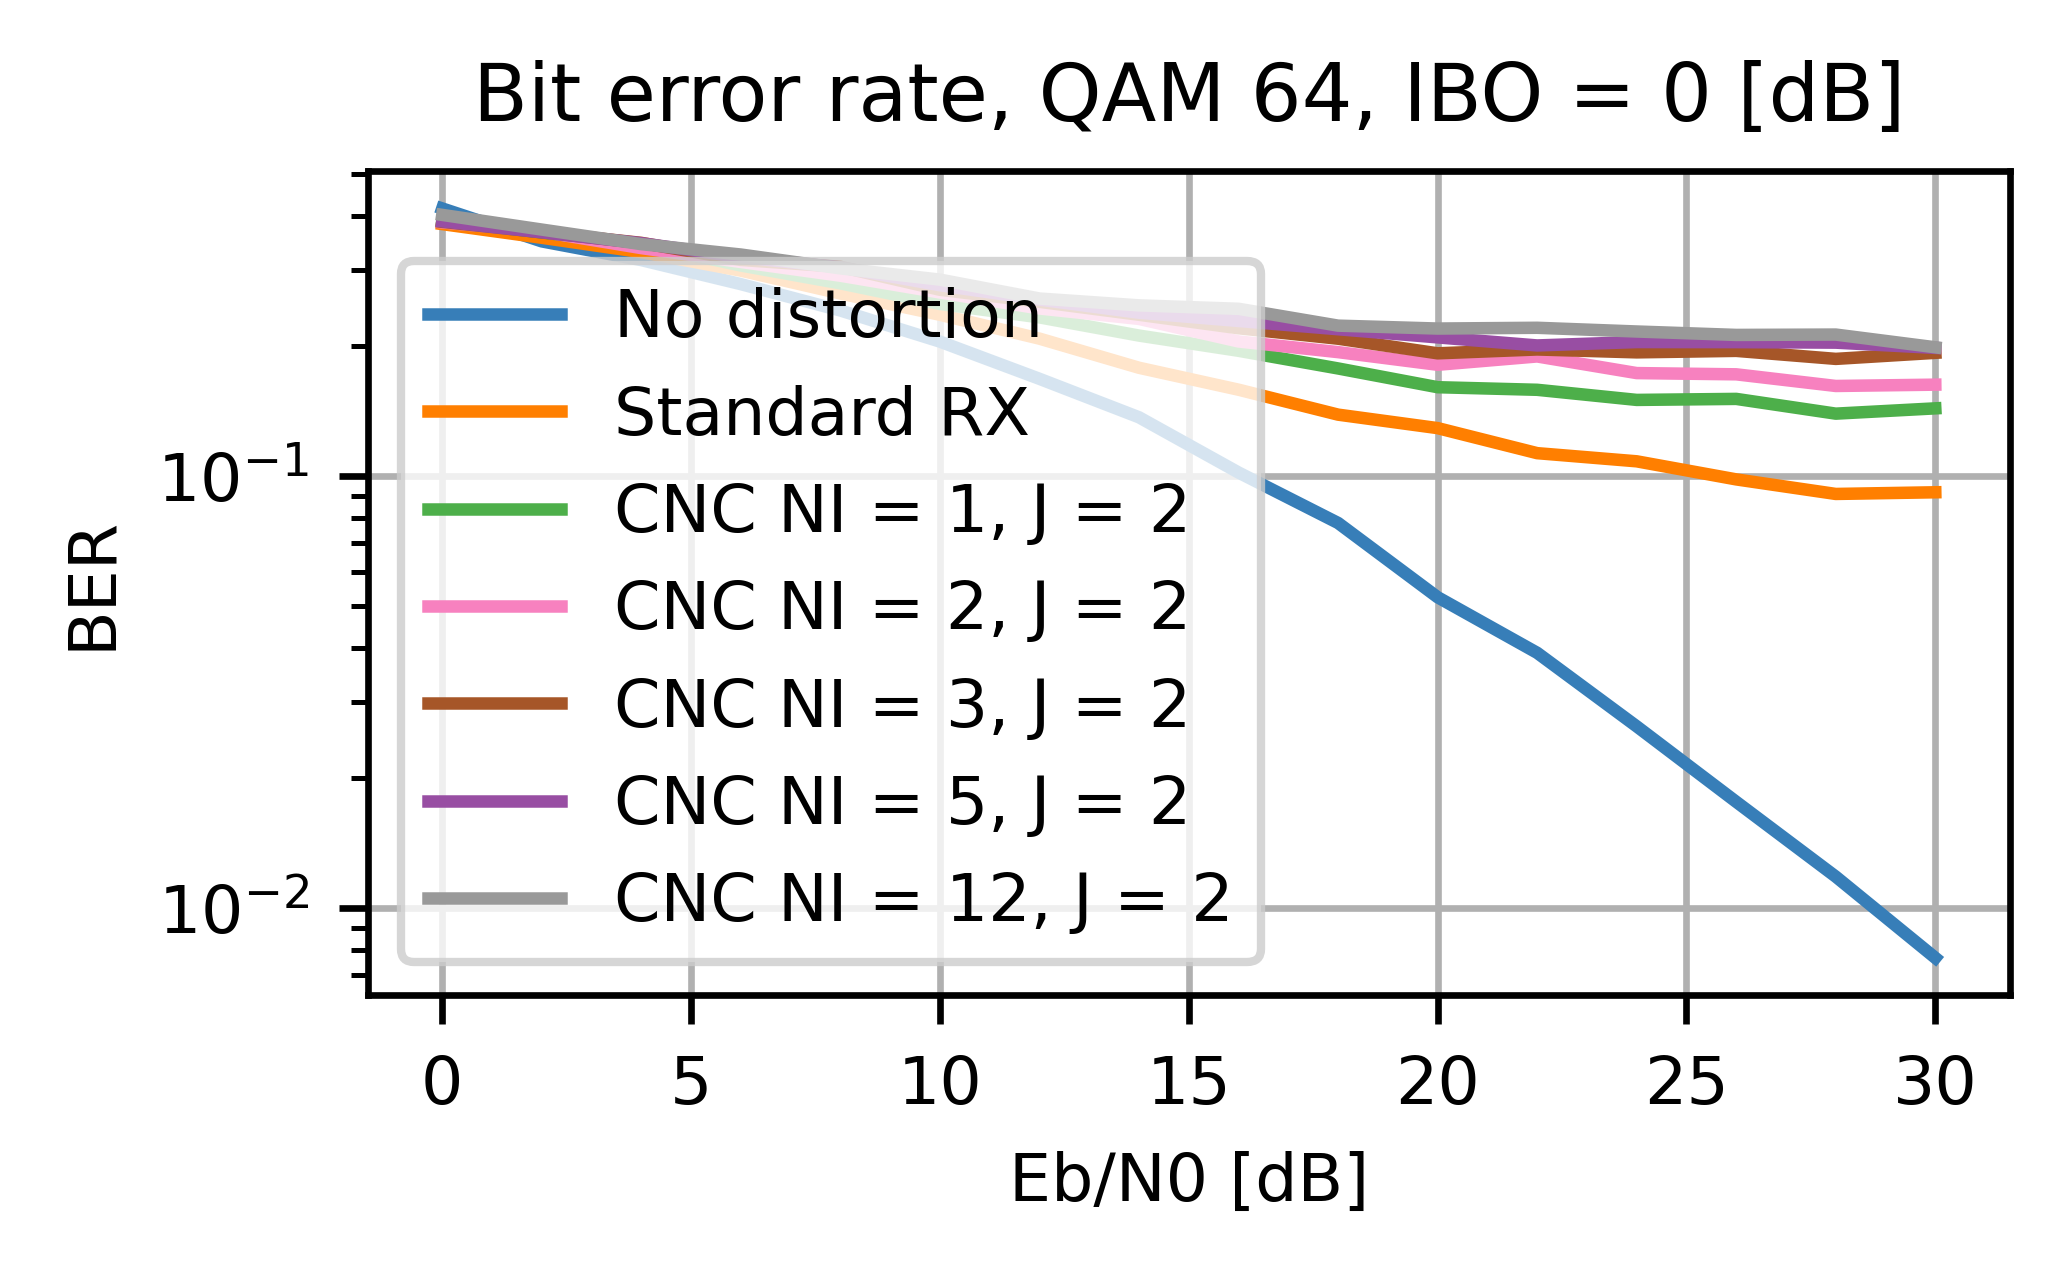 Bit error rate, QAM 64, IBO = 0 [dB]
BER
10⁻¹
10⁻²
No distortion
Standard RX
CNC NI = 1, J = 2
CNC NI = 2, J = 2
CNC NI = 3, J = 2
CNC NI = 5, J = 2
CNC NI = 12, J = 2
0 5 10 15 20 25 30
Eb/N0 [dB]